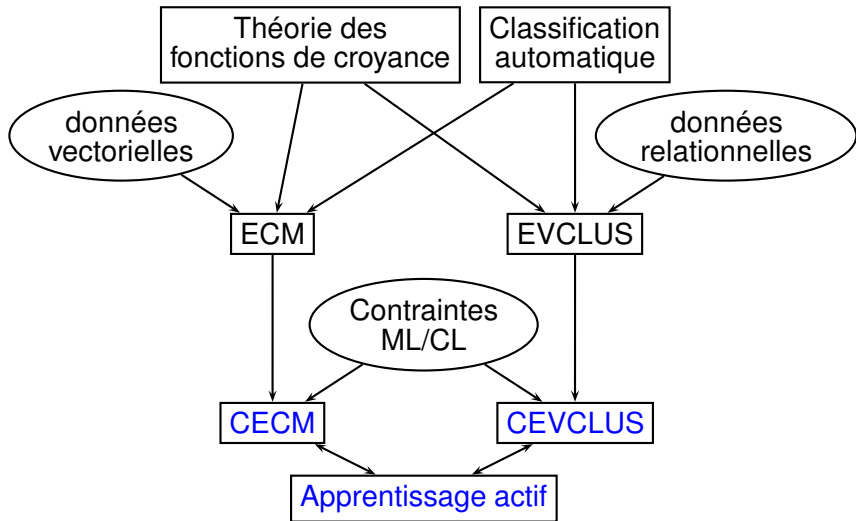 Théorie des
fonctions de croyance
Classification
automatique
données
vectorielles
données
relationnelles
ECM
EVCLUS
Contraintes
ML/CL
CECM
CEVCLUS
Apprentissage actif